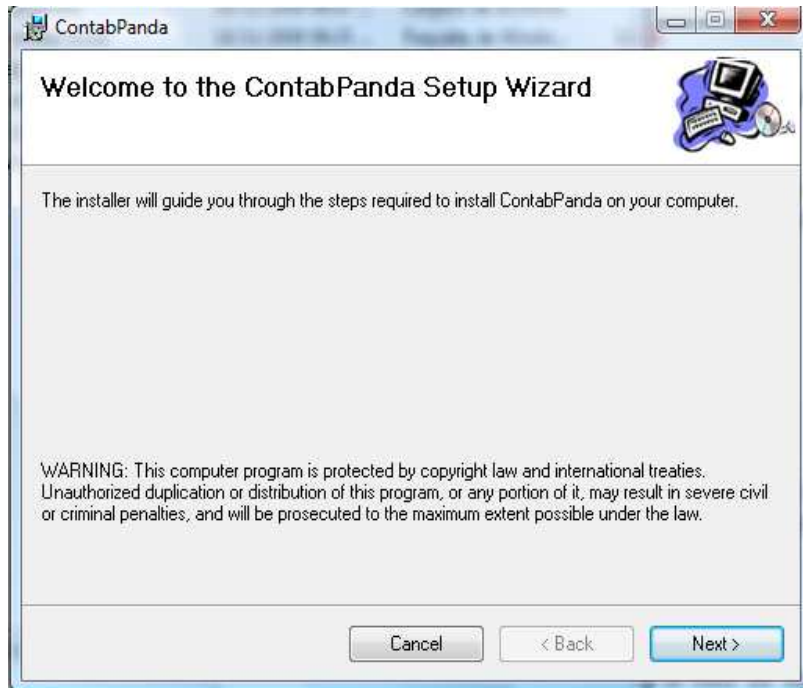 ContabPanda
Welcome to the ContabPanda Setup Wizard
The installer will guide you through the steps required to install ContabPanda on your computer.
WARNING: This computer program is protected by copyright law and international treaties.
Unauthorized duplication or distribution of this program, or any portion of it, may result in severe civil
or criminal penalties, and will be prosecuted to the maximum extent possible under the law.
Cancel
< Back
Next >